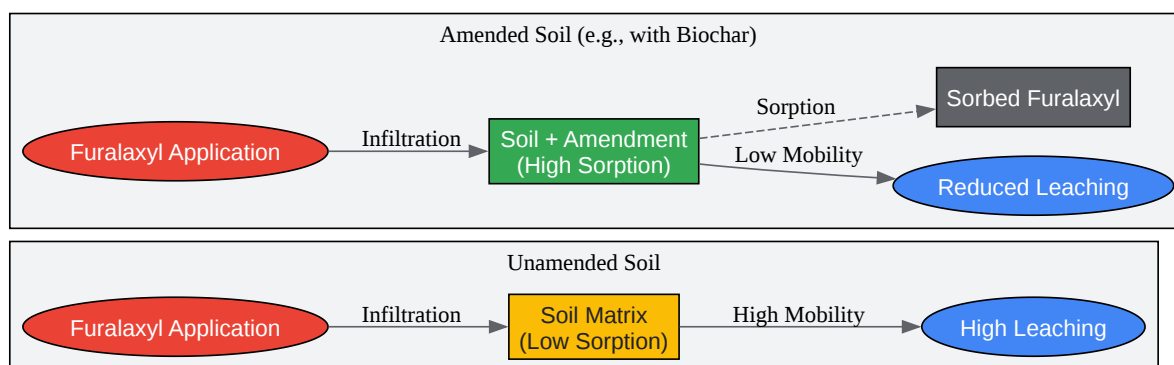 Amended Soil (e.g., with Biochar)
Furalaxyl Application
Infiltration
Soil + Amendment
(High Sorption)
Sorption
Sorbed Furalaxyl
Low Mobility
Reduced Leaching
Unamended Soil
Furalaxyl Application
Infiltration
Soil Matrix
(Low Sorption)
High Mobility
High Leaching